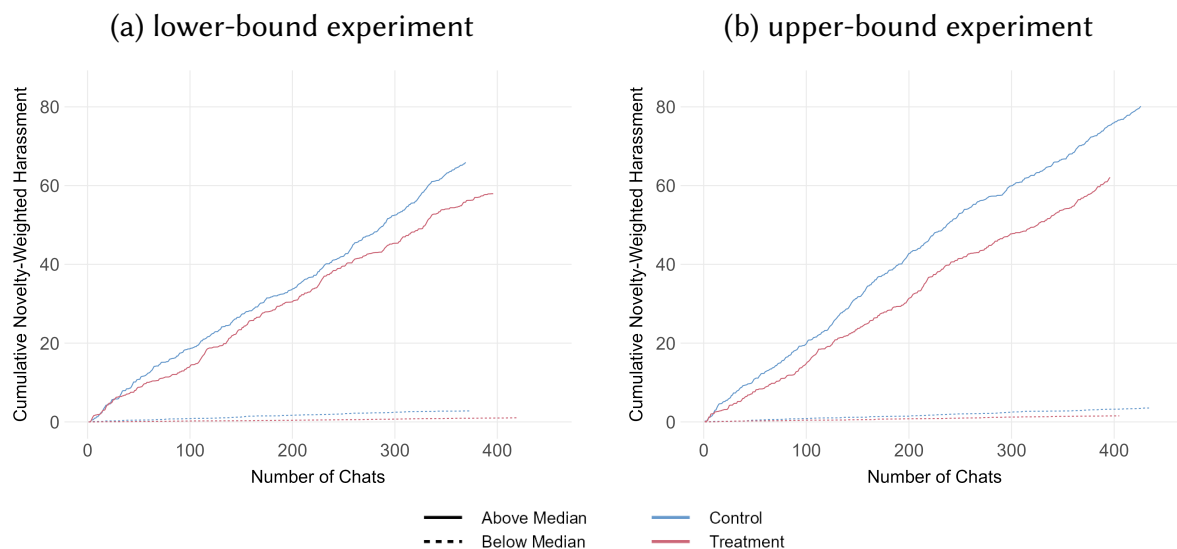 (a) lower-bound experiment
(b) upper-bound experiment
Cumulative Novelty-Weighted Harassment
80
60
40
20
0
0 100 200 300 400
Number of Chats
Cumulative Novelty-Weighted Harassment
80
60
40
20
0
0 100 200 300 400
Number of Chats
Above Median
Below Median
Control
Treatment